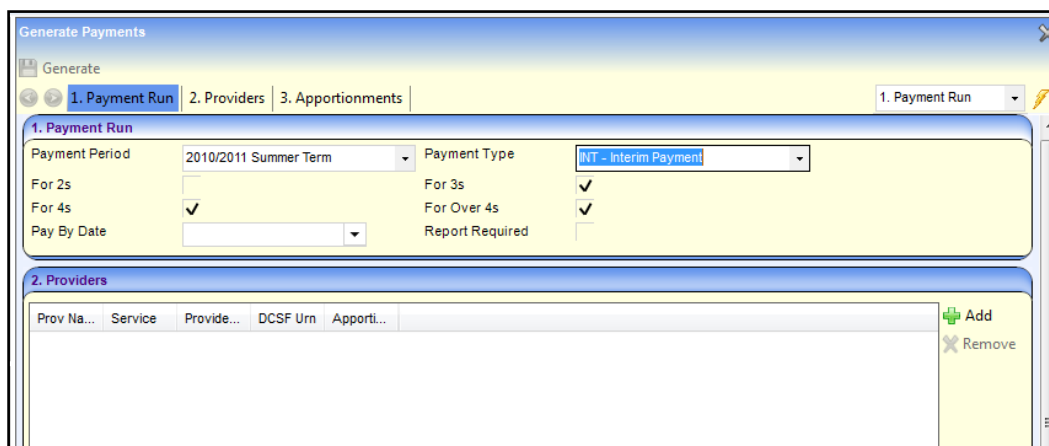 Generate Payments
Generate
1. Payment Run 2. Providers 3. Apportionments 1. Payment Run
1. Payment Run
Payment Period 2010/2011 Summer Term Payment Type INT - Interim Payment
For 2s For 3s
For 4s For Over 4s
Pay By Date Report Required
2. Providers
Prov Na... Service Provide... DCSF Urn Apporti... Add
Remove